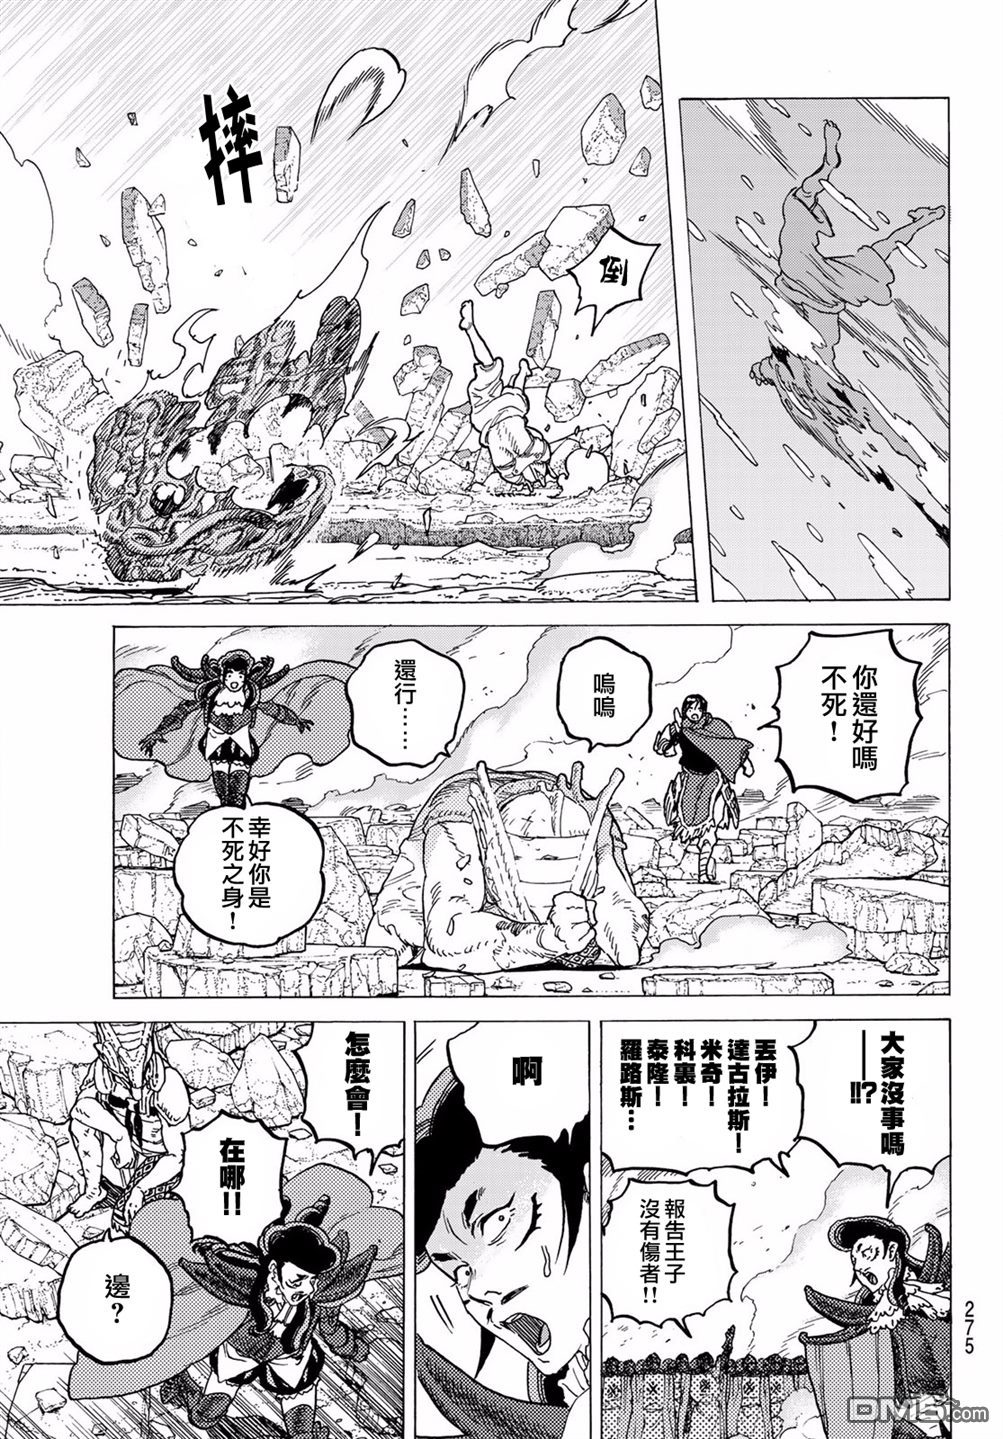 摔
倒
你還好嗎
不死！
嗚嗚
還行……
幸好你是
不死之身！
大家沒事嗎
——!!?
丟伊！
達古拉斯！
米奇！
科裏！
泰隆！
羅路斯…
報告王子
沒有傷者!!
啊
怎麼會！
在哪!!
邊？
275
DM5.com